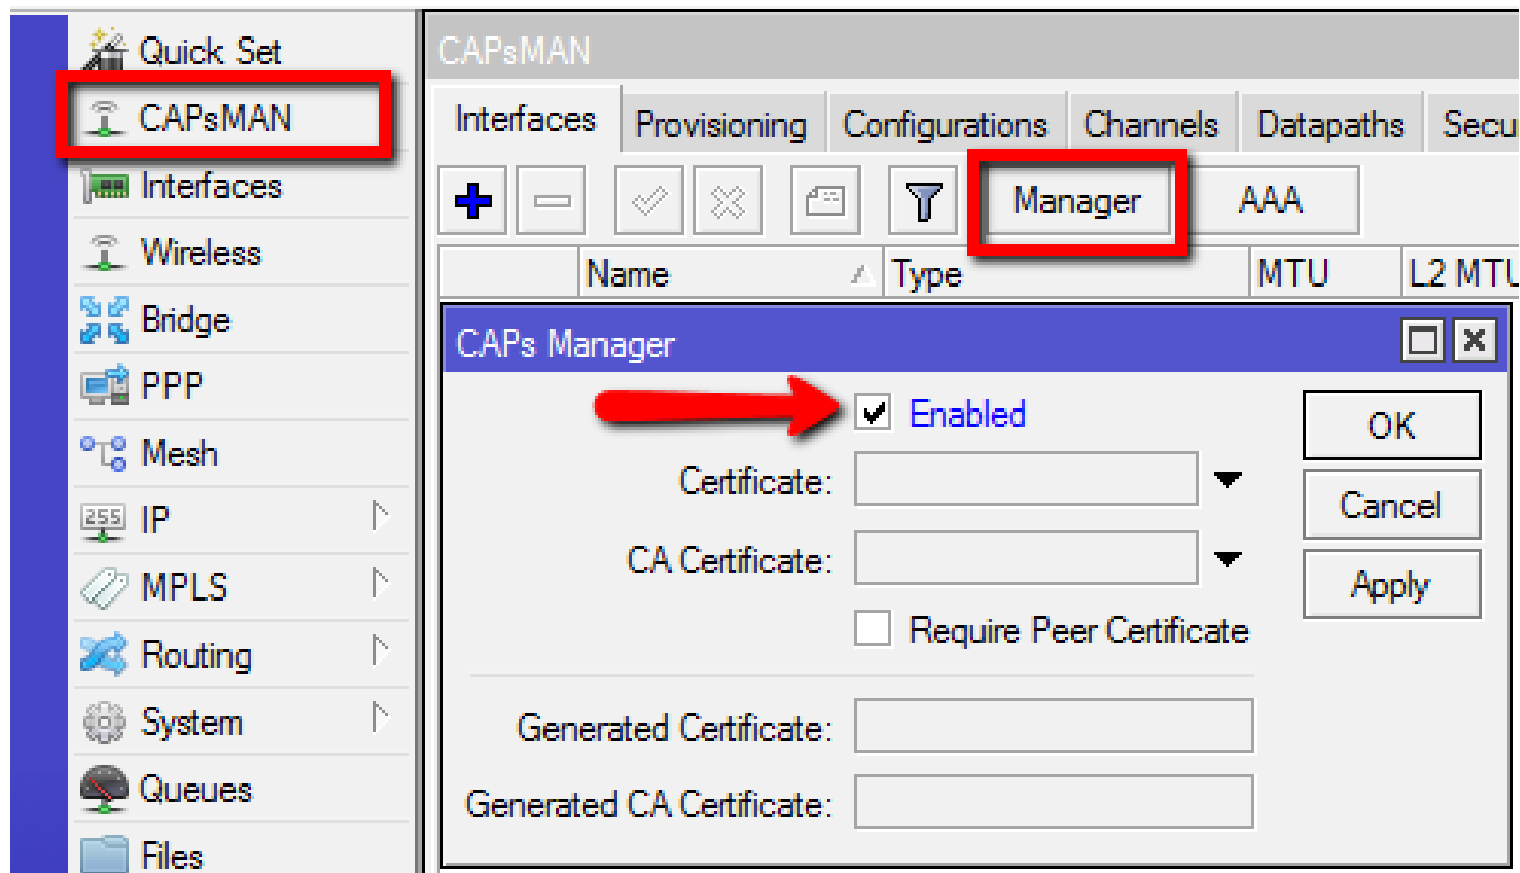 Quick Set
CAPsMAN
Interfaces
Wireless
Bridge
PPP
Mesh
255 IP
MPLS
Routing
System
Queues
Files
CAPsMAN
Interfaces Provisioning Configurations Channels Datapaths Secu
Manager AAA
Name Type MTU L2 MTU
CAPs Manager
Enabled
OK
Certificate:
Cancel
CA Certificate:
Apply
Require Peer Certificate
Generated Certificate:
Generated CA Certificate: